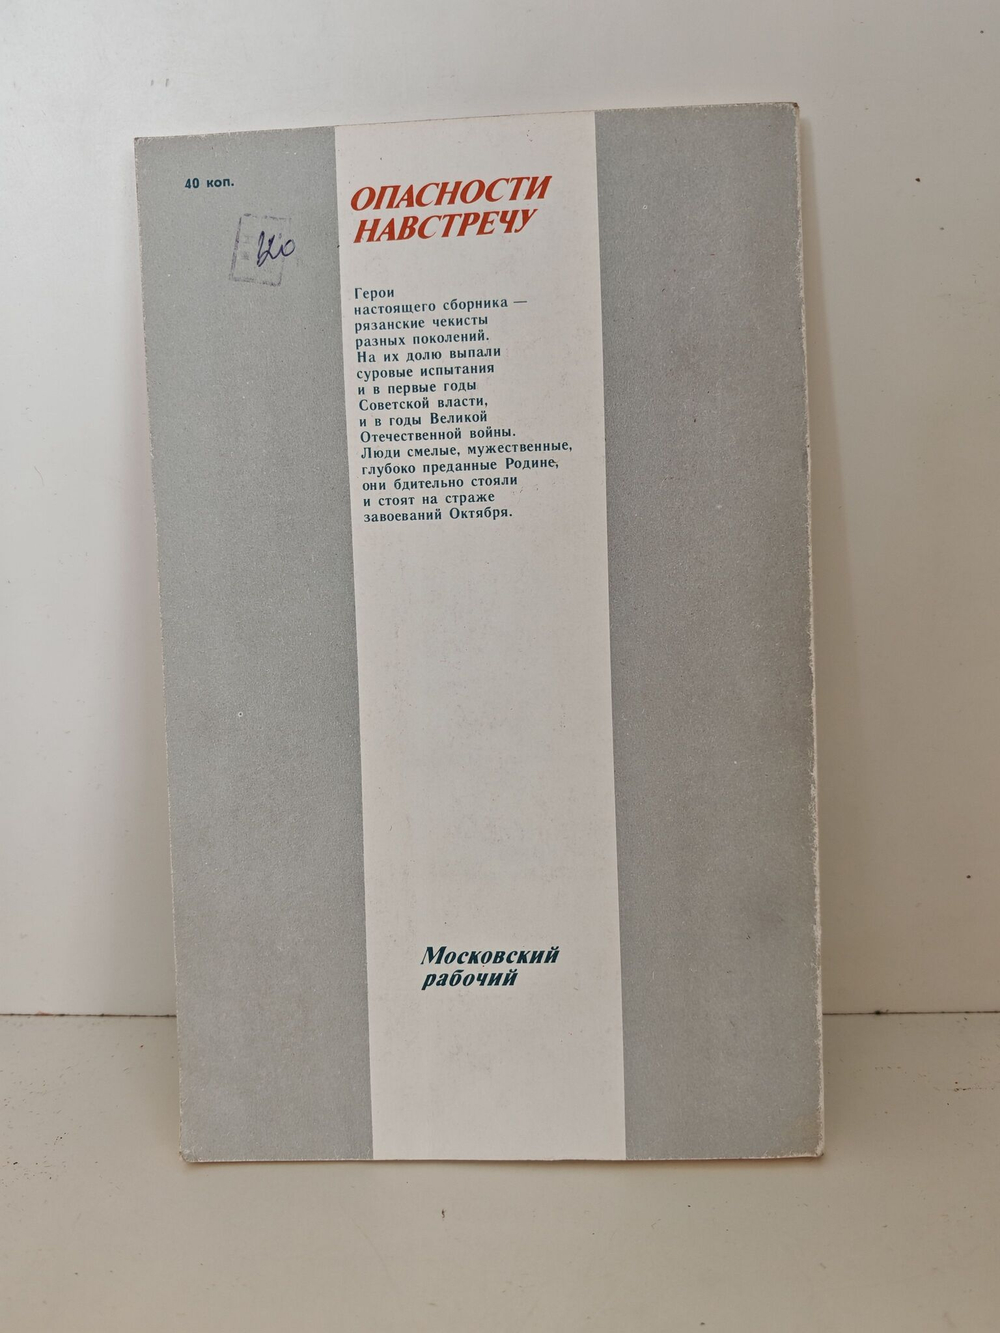 40 коп.
120
ОПАСНОСТИ
НАВСТРЕЧУ
Герои
настоящего сборника —
рязанские чекисты
разных поколений.
На их долю выпали
суровые испытания
и в первые годы
Советской власти,
и в годы Великой
Отечественной войны.
Люди смелые, мужественные,
глубоко преданные Родине,
они бдительно стояли
и стоят на страже
завоеваний Октября.
Московский
рабочий